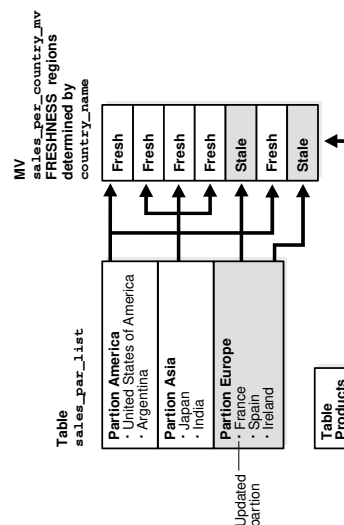 MV
sales_per_country_mv
FRESHNESS regions
determined by
country_name
Fresh
Fresh
Fresh
Fresh
Stale
Fresh
Stale
Table
sales_par_list
Partion America
· United States of America
· Argentina
Partion Asia
· Japan
· India
Partion Europe
· France
· Spain
· Ireland
Updated
partion
Table
Products